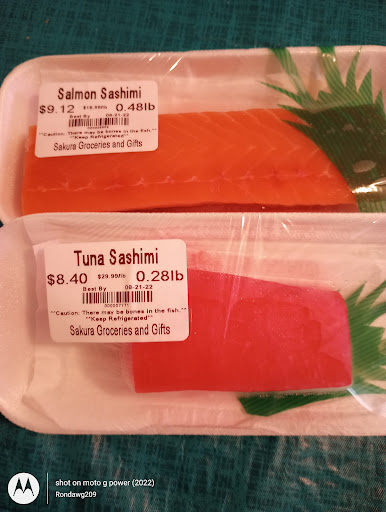 Salmon Sashimi
$9.12 $18.99/lb 0.48lb
Best By 08-21-22
**Caution: There may be bones in the fish.**
**Keep Refrigerated**
Sakura Groceries and Gifts
Tuna Sashimi
$8.40 $29.99/lb 0.28lb
Best By 08-21-22
**Caution: There may be bones in the fish.**
**Keep Refrigerated**
Sakura Groceries and Gifts
shot on moto g power (2022)
Rondawg209